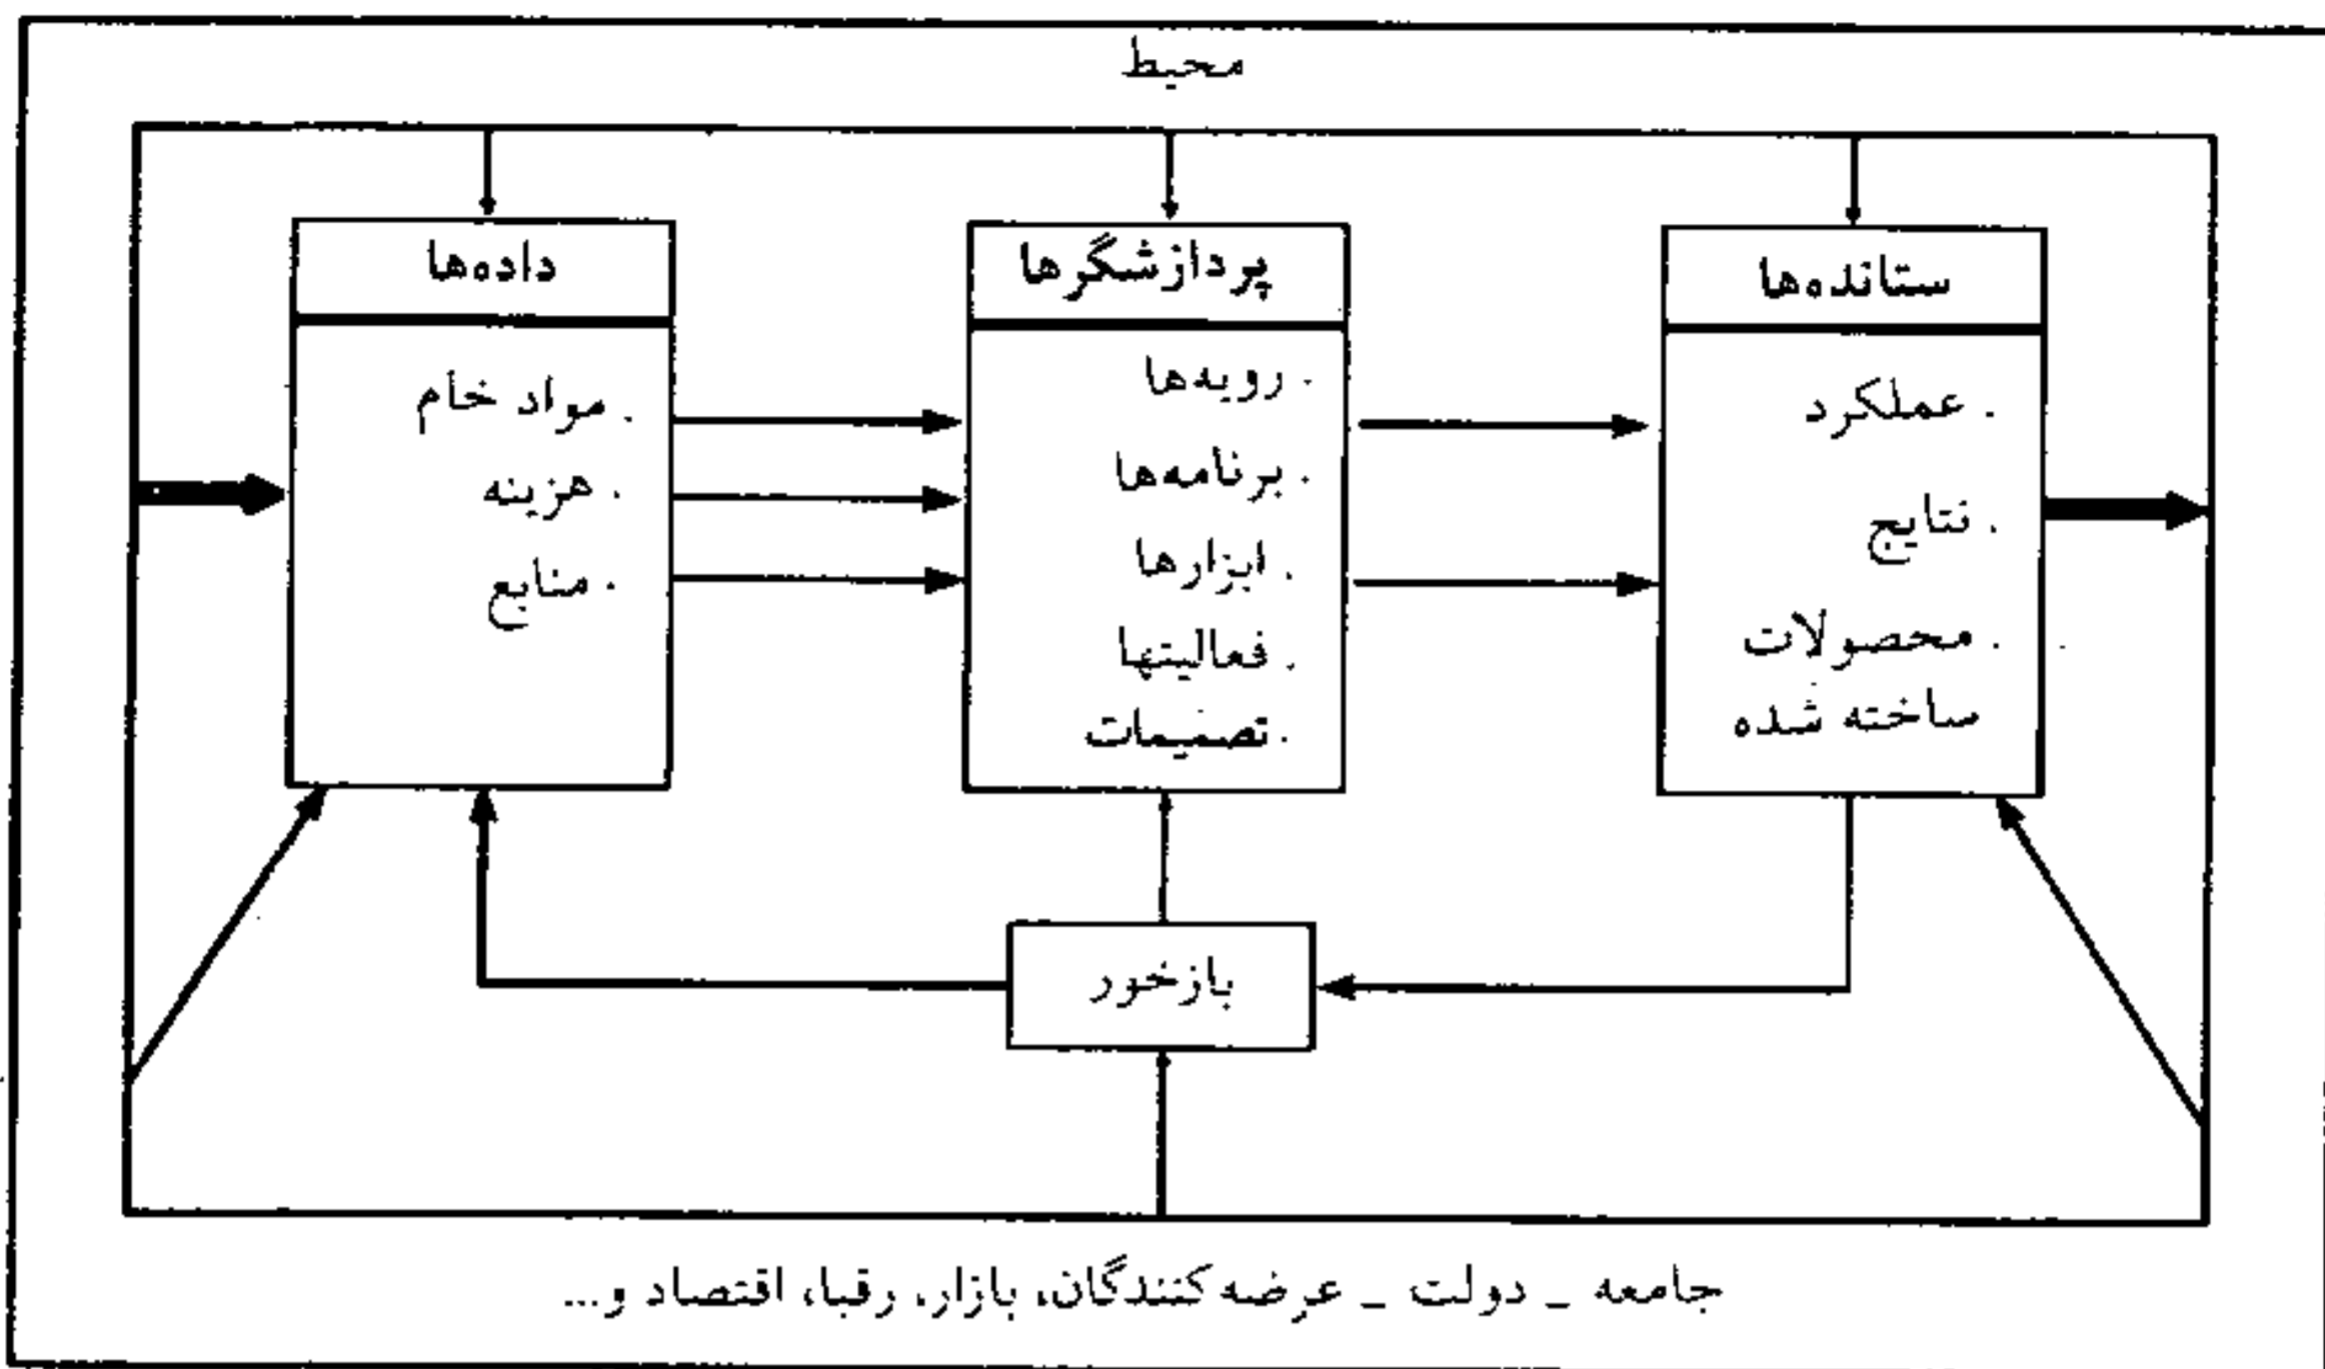 محیط
داده‌ها
. مواد خام
. هزینه
. منابع
پردازشگرها
. رویه‌ها
. برنامه‌ها
. ابزارها
. فعالیتها
. تصمیمات
ستانده‌ها
. عملکرد
. نتایج
. محصولات
ساخته شده
بازخور
جامعه _ دولت _ عرضه‌کنندگان، بازار، رقبا، اقتصاد و...